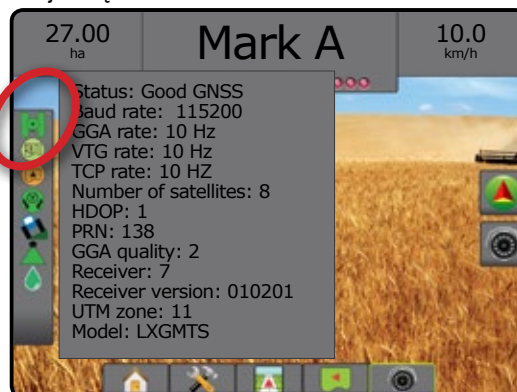 27.00
ha
Mark A
10.0
km/h
Status: Good GNSS
Baud rate: 115200
GGA rate: 10 Hz
VTG rate: 10 Hz
TCP rate: 10 HZ
Number of satellites: 8
HDOP: 1
PRN: 138
GGA quality: 2
Receiver: 7
Receiver version: 010201
UTM zone: 11
Model: LXGMTS